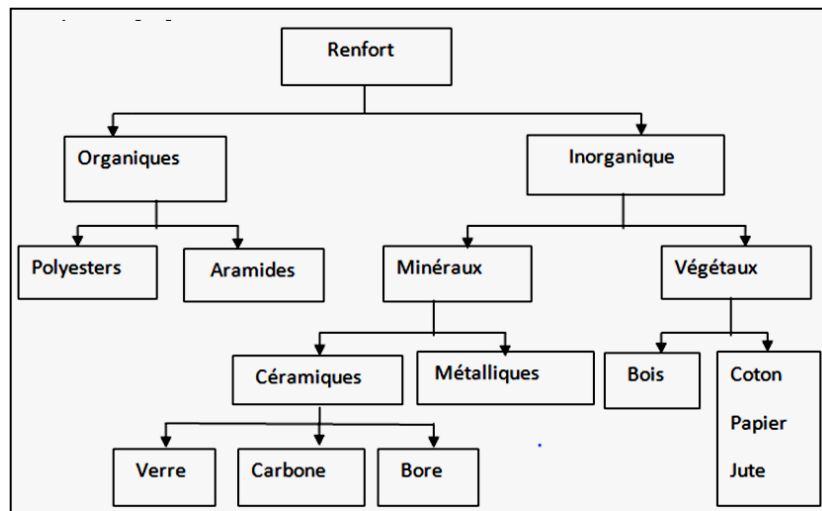 Renfort
Organiques
Inorganique
Polyesters
Aramides
Minéraux
Végétaux
Céramiques
Métalliques
Bois
Coton
Papier
Jute
Verre
Carbone
Bore